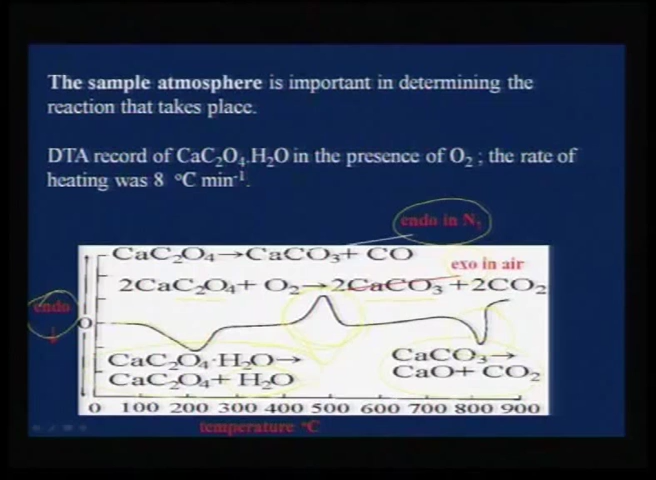 The sample atmosphere is important in determining the
reaction that takes place.
DTA record of CaC₂O₄.H₂O in the presence of O₂ ; the rate of
heating was 8 °C min⁻¹.
endo in N₂
CaC₂O₄→CaCO₃+ CO
exo in air
2CaC₂O₄+ O₂→2CaCO₃+2CO₂
endo
O
CaC₂O₄·H₂O→
CaC₂O₄+ H₂O
CaCO₃→
CaO+ CO₂
0 100 200 300 400 500 600 700 800 900
temperature °C